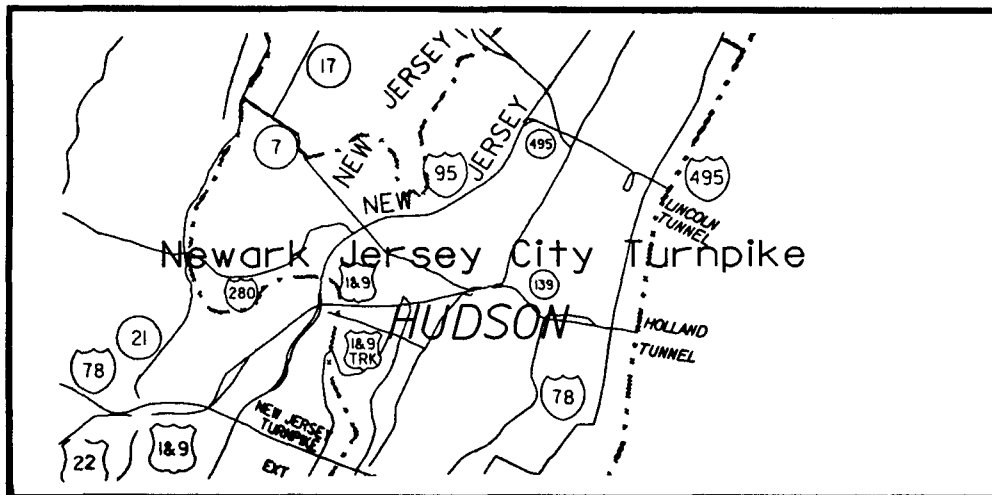 17
JERSEY
7
NEW
95
JERSEY
NEW
495
495
LINCOLN
TUNNEL
Newark Jersey City Turnpike
280
1&9
139
HUDSON
HOLLAND
TUNNEL
21
1&9
TRK
78
78
NEW JERSEY
TURNPIKE
EXT
22
1&9